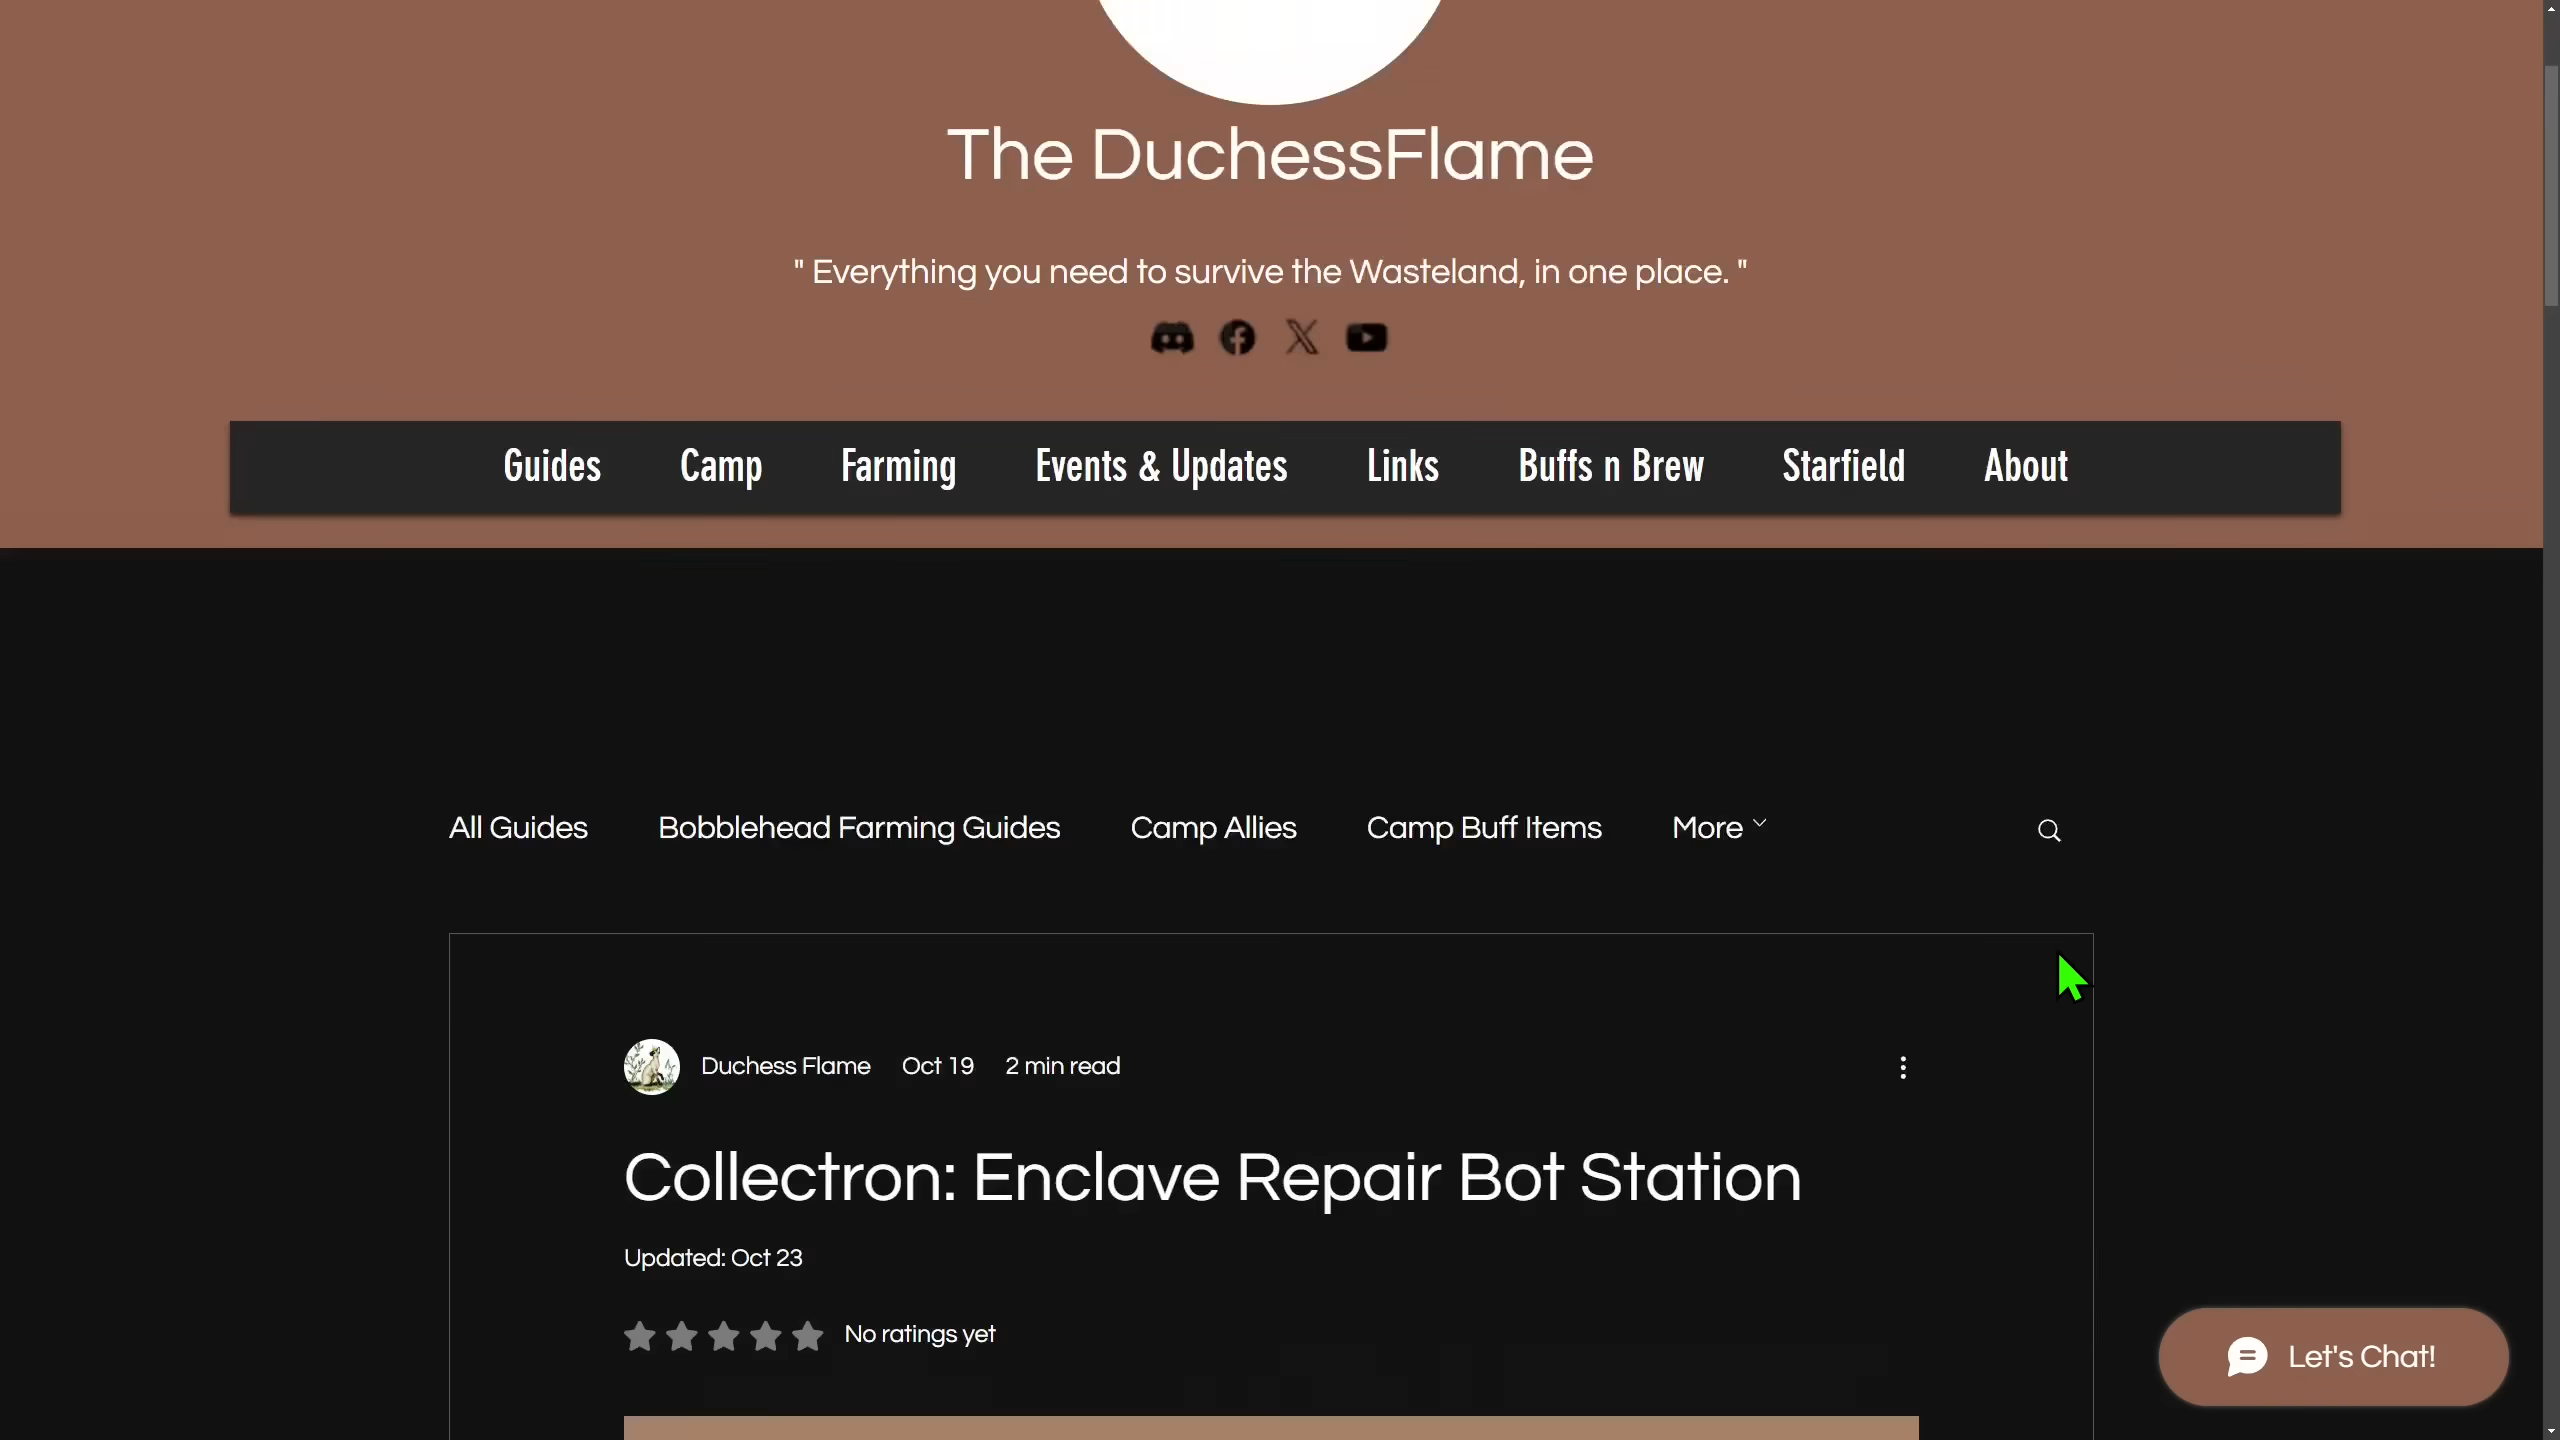 The DuchessFlame
" Everything you need to survive the Wasteland, in one place. "
Guides Camp Farming Events & Updates Links Buffs n Brew Starfield About
All Guides Bobblehead Farming Guides Camp Allies Camp Buff Items More
Duchess Flame Oct 19 2 min read
Collectron: Enclave Repair Bot Station
Updated: Oct 23
No ratings yet
Let's Chat!